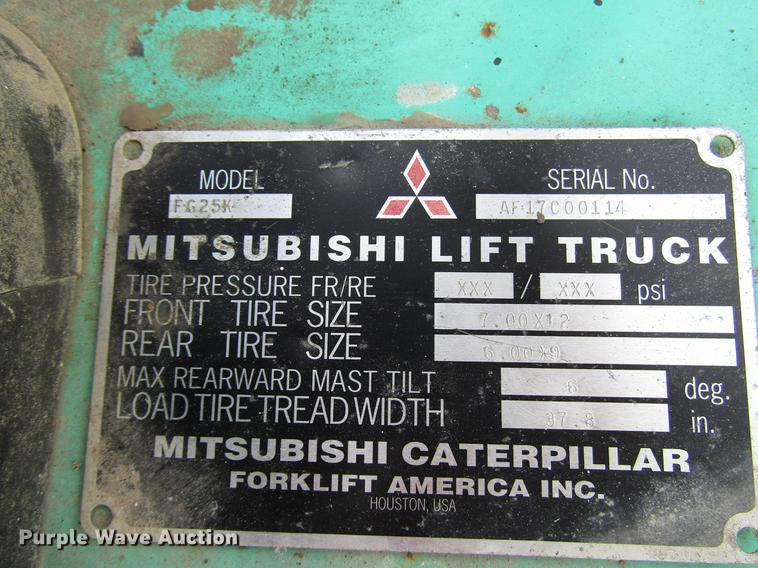 MODEL SERIAL No.
FG25K AF17C00114
MITSUBISHI LIFT TRUCK
TIRE PRESSURE FR/RE XXX / XXX psi
FRONT TIRE SIZE 7.00X12
REAR TIRE SIZE 6.00X9
MAX REARWARD MAST TILT 6 deg.
LOAD TIRE TREAD WIDTH 37.8 in.
MITSUBISHI CATERPILLAR
FORKLIFT AMERICA INC.
HOUSTON, USA
Purple Wave Auction